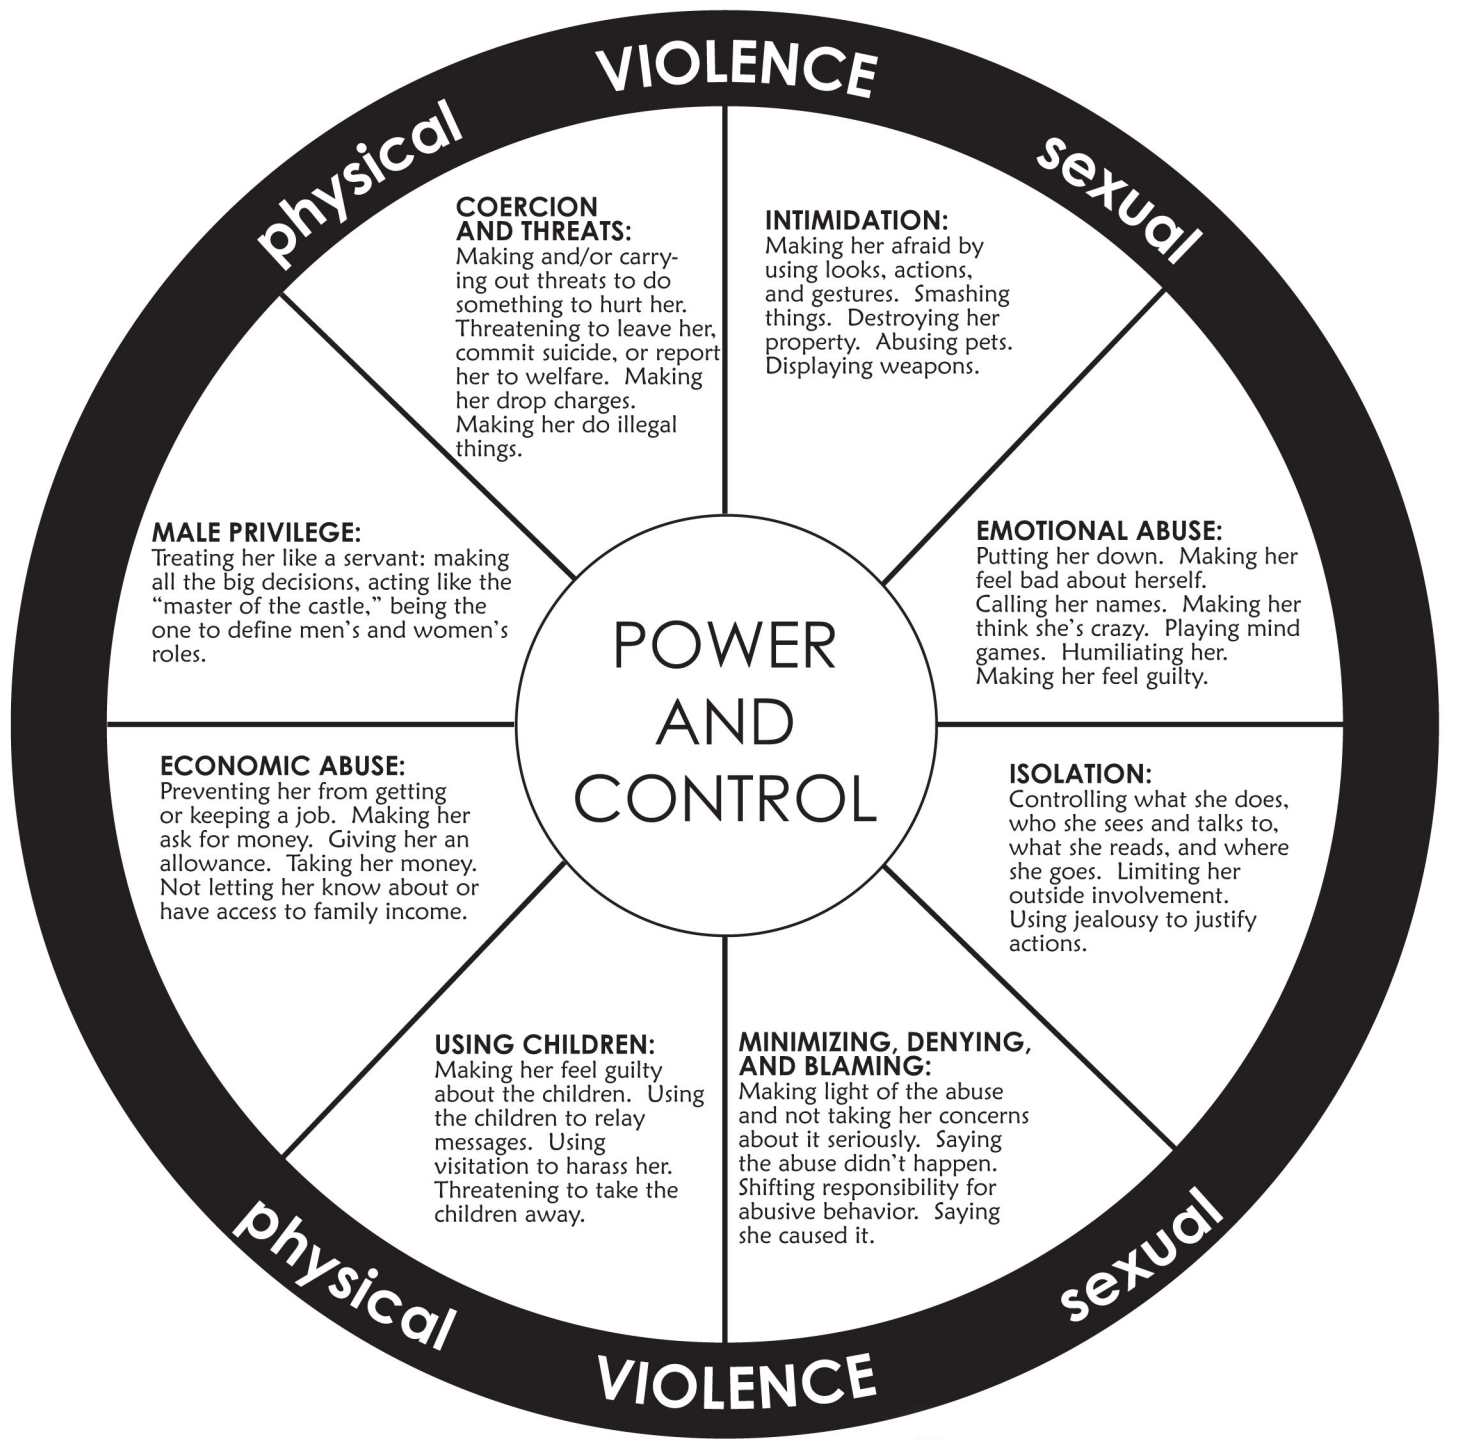 VIOLENCE
physical
sexual
COERCION
AND THREATS:
Making and/or carry-
ing out threats to do
something to hurt her.
Threatening to leave her,
commit suicide, or report
her to welfare.  Making
her drop charges.
Making her do illegal
things.
INTIMIDATION:
Making her afraid by
using looks, actions,
and gestures.  Smashing
things.  Destroying her
property.  Abusing pets.
Displaying weapons.
MALE PRIVILEGE:
Treating her like a servant: making
all the big decisions, acting like the
“master of the castle,” being the
one to define men’s and women’s
roles.
EMOTIONAL ABUSE:
Putting her down.  Making her
feel bad about herself.
Calling her names.  Making her
think she’s crazy.  Playing mind
games.  Humiliating her.
Making her feel guilty.
POWER
AND
CONTROL
ECONOMIC ABUSE:
Preventing her from getting
or keeping a job.  Making her
ask for money.  Giving her an
allowance.  Taking her money.
Not letting her know about or
have access to family income.
ISOLATION:
Controlling what she does,
who she sees and talks to,
what she reads, and where
she goes.  Limiting her
outside involvement.
Using jealousy to justify
actions.
USING CHILDREN:
Making her feel guilty
about the children.  Using
the children to relay
messages.  Using
visitation to harass her.
Threatening to take the
children away.
MINIMIZING, DENYING,
AND BLAMING:
Making light of the abuse
and not taking her concerns
about it seriously.  Saying
the abuse didn’t happen.
Shifting responsibility for
abusive behavior.  Saying
she caused it.
physical
sexual
VIOLENCE